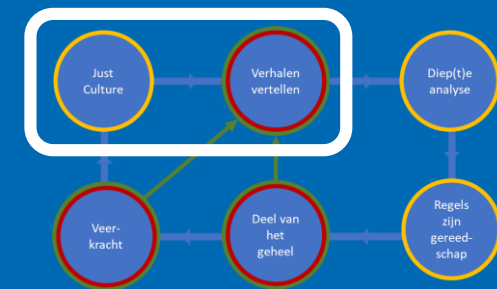 Just
Culture
Verhalen
vertellen
Diep(t)e
analyse
Veer-
kracht
Deel van
het
geheel
Regels
zijn
gereed-
schap